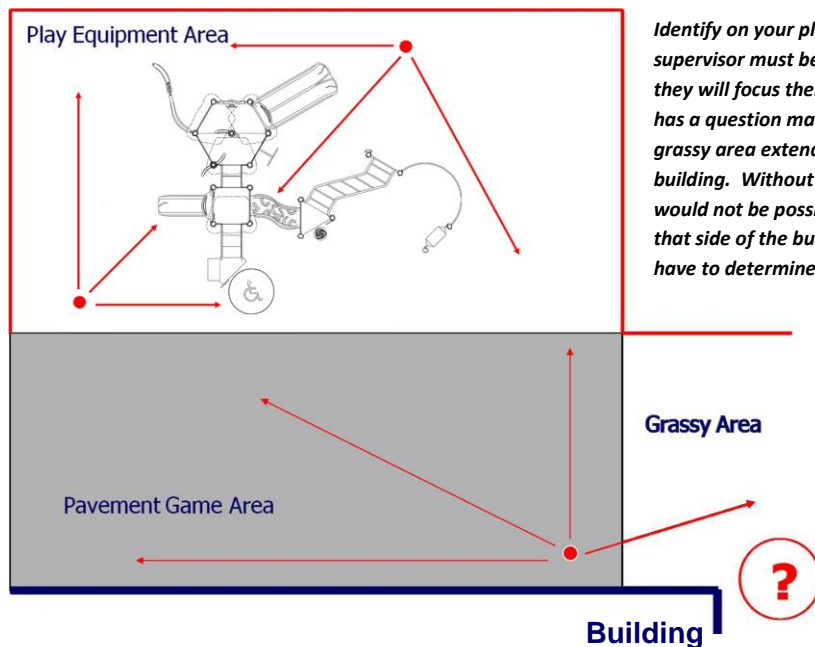 Play Equipment Area
Identify on your pl
supervisor must be
they will focus the
has a question ma
grassy area exten
building. Without
would not be possi
that side of the bu
have to determine
Grassy Area
Pavement Game Area
?
Building